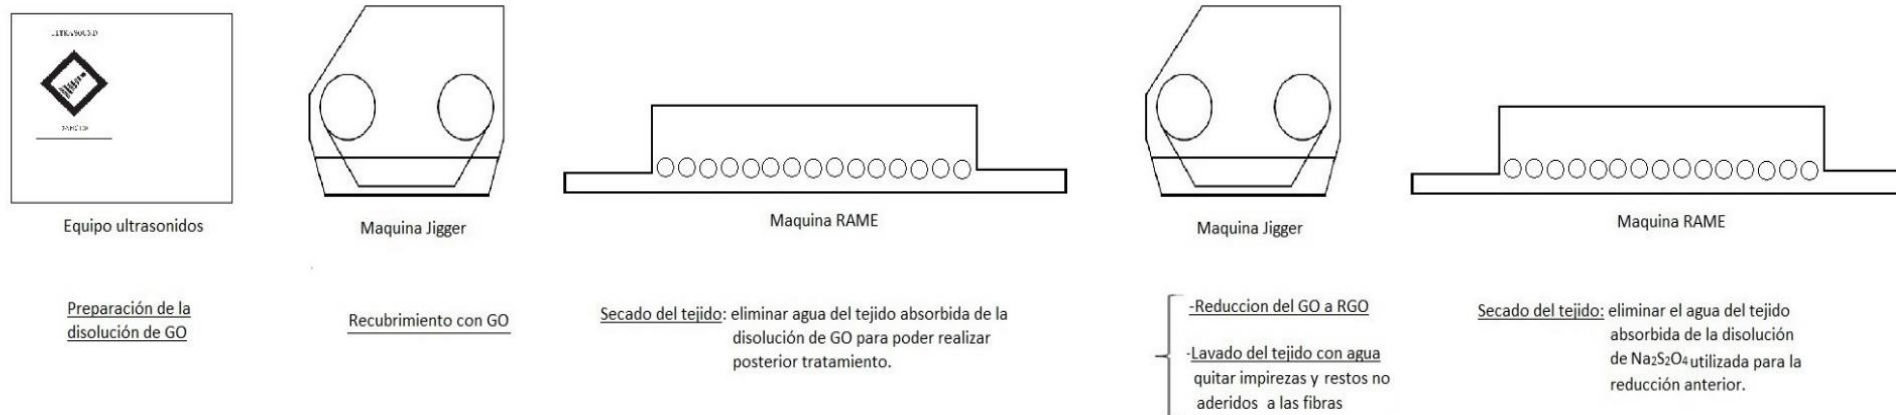 ULTRASOUND
Equipo ultrasonidos
Maquina Jigger
Maquina RAME
Maquina Jigger
Maquina RAME
Preparación de la
disolución de GO
Recubrimiento con GO
Secado del tejido: eliminar agua del tejido absorbida de la
disolución de GO para poder realizar
posterior tratamiento.
-Reduccion del GO a RGO
-Lavado del tejido con agua
quitar impirezas y restos no
aderidos a las fibras
Secado del tejido: eliminar el agua del tejido
absorbida de la disolución
de Na₂S₂O₄ utilizada para la
reducción anterior.